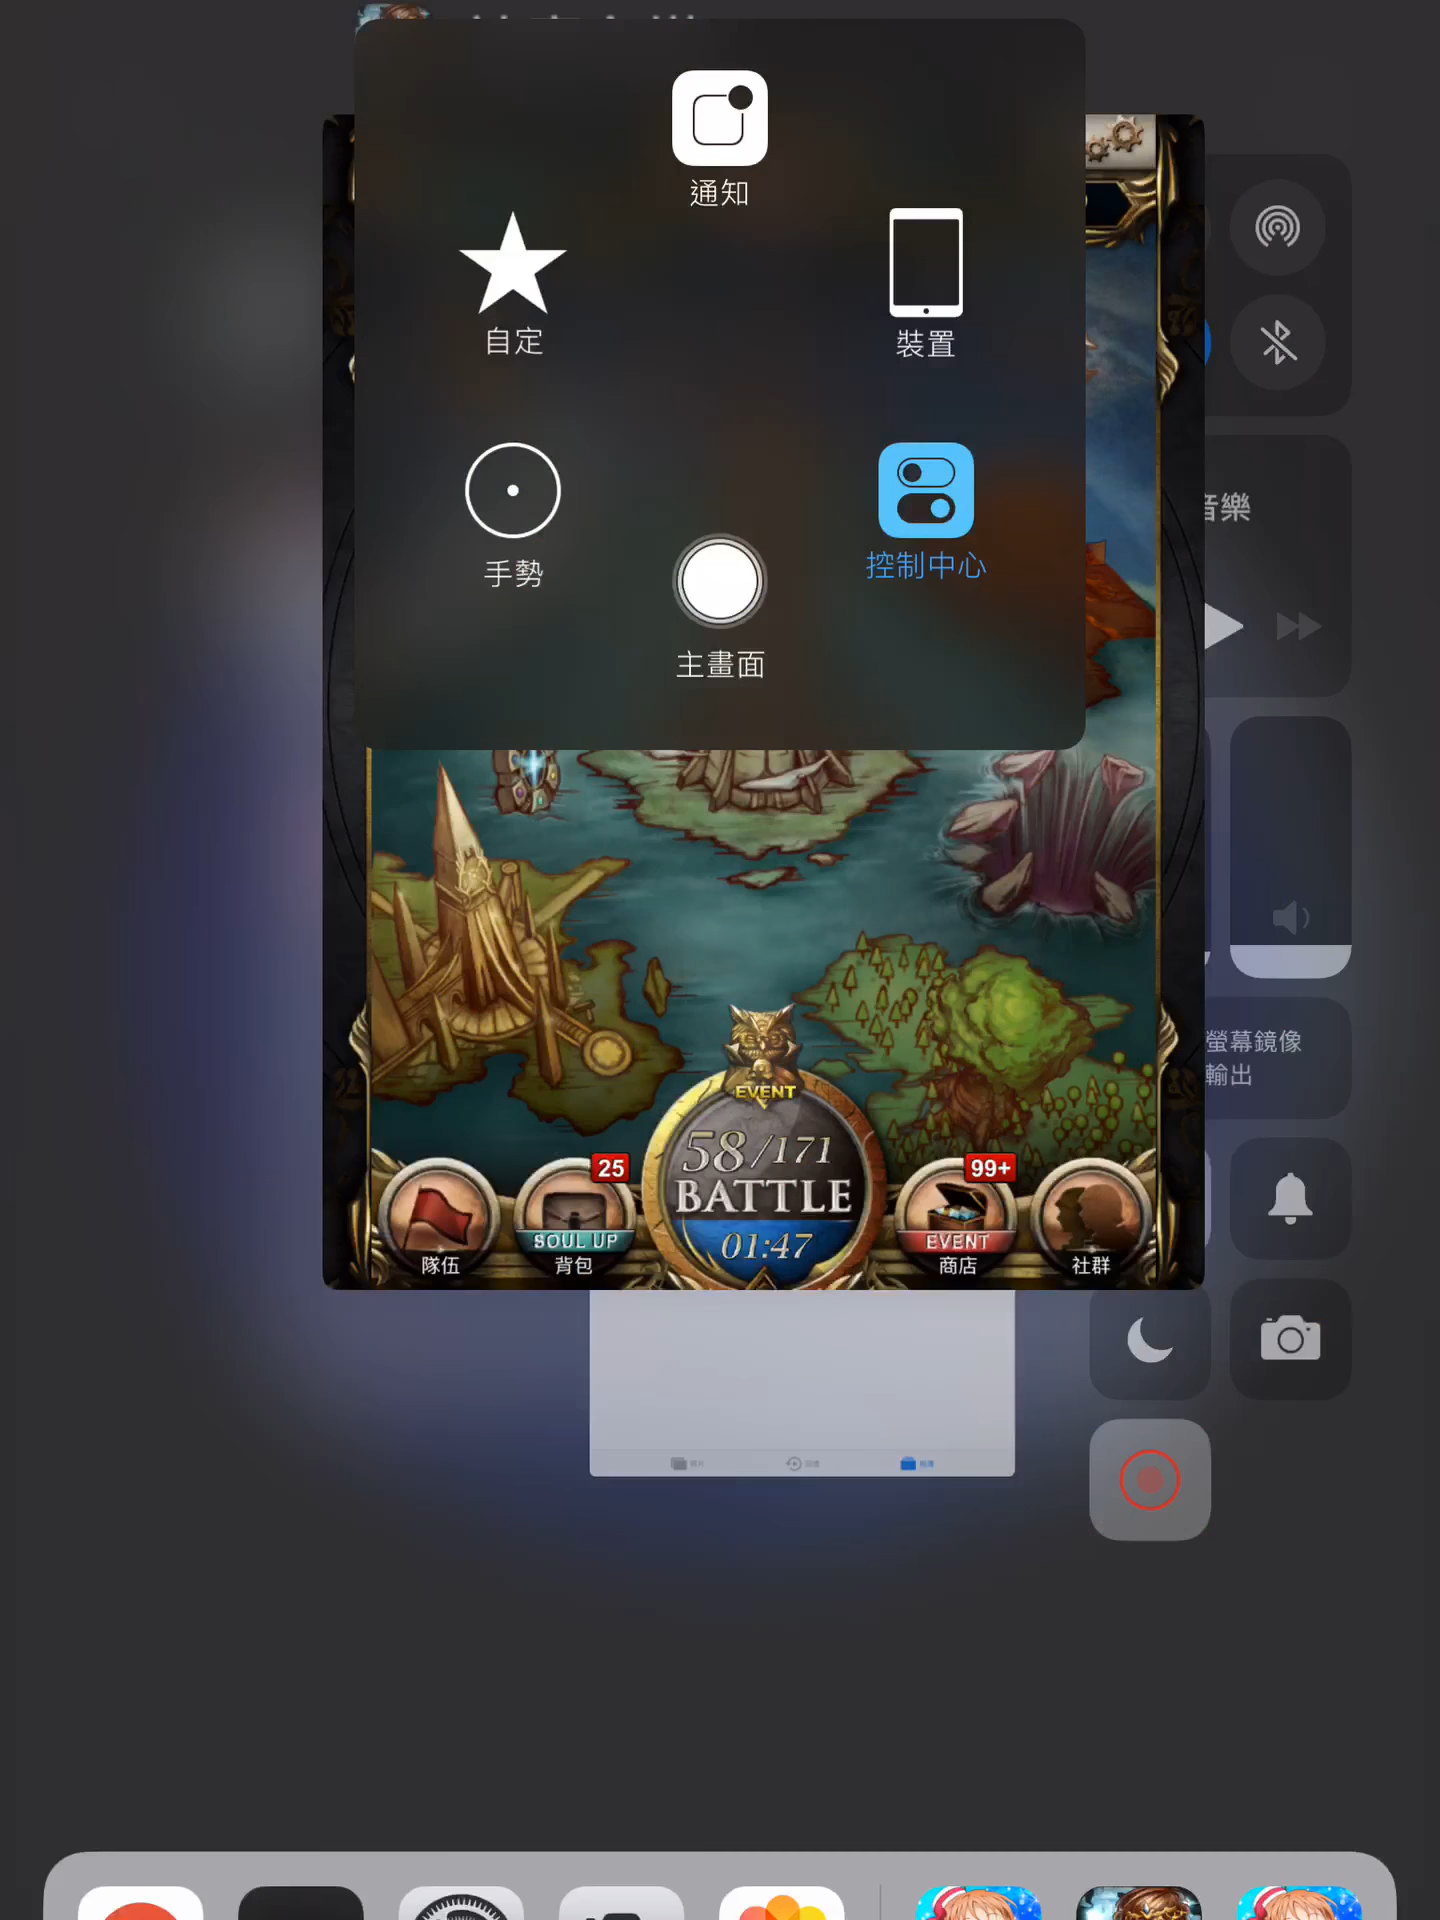 通知
自定
裝置
手勢
控制中心
主畫面
音樂
螢幕鏡像
輸出
EVENT
58/171
BATTLE
01:47
25
SOUL UP
99+
EVENT
隊伍
背包
商店
社群